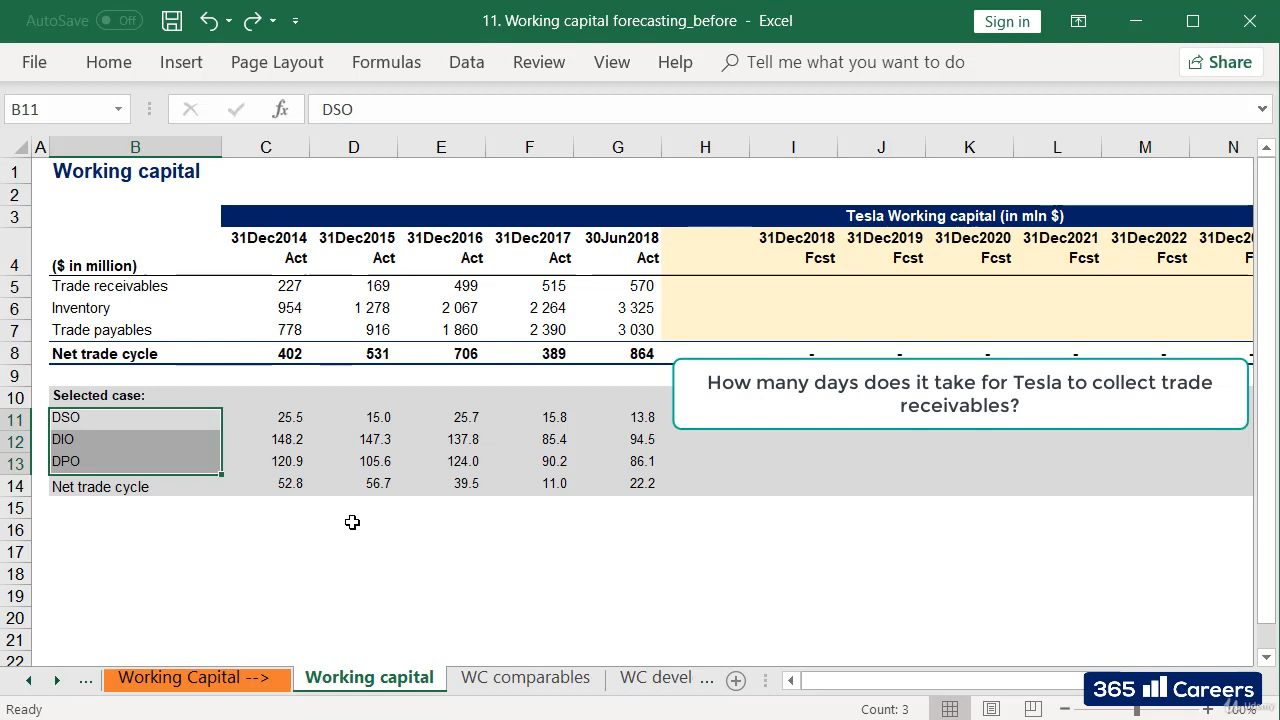 AutoSave Off 11. Working capital forecasting_before - Excel Sign in
File Home Insert Page Layout Formulas Data Review View Help Tell me what you want to do Share
B11 fx DSO
A B C D E F G H I J K L M N
1 Working capital
2
3 Tesla Working capital (in mln $)
31Dec2014 31Dec2015 31Dec2016 31Dec2017 30Jun2018 31Dec2018 31Dec2019 31Dec2020 31Dec2021 31Dec2022 31Dec20
4 ($ in million) Act Act Act Act Act Fcst Fcst Fcst Fcst Fcst F
5 Trade receivables 227 169 499 515 570
6 Inventory 954 1 278 2 067 2 264 3 325
7 Trade payables 778 916 1 860 2 390 3 030
8 Net trade cycle 402 531 706 389 864 - - - - - -
9
10 Selected case:
How many days does it take for Tesla to collect trade
receivables?
11 DSO 25.5 15.0 25.7 15.8 13.8
12 DIO 148.2 147.3 137.8 85.4 94.5
13 DPO 120.9 105.6 124.0 90.2 86.1
14 Net trade cycle 52.8 56.7 39.5 11.0 22.2
15
16
17
18
19
20
21
22
... Working Capital --> Working capital WC comparables WC devel ...
365 Careers
Ready Count: 3 100%
Udemy